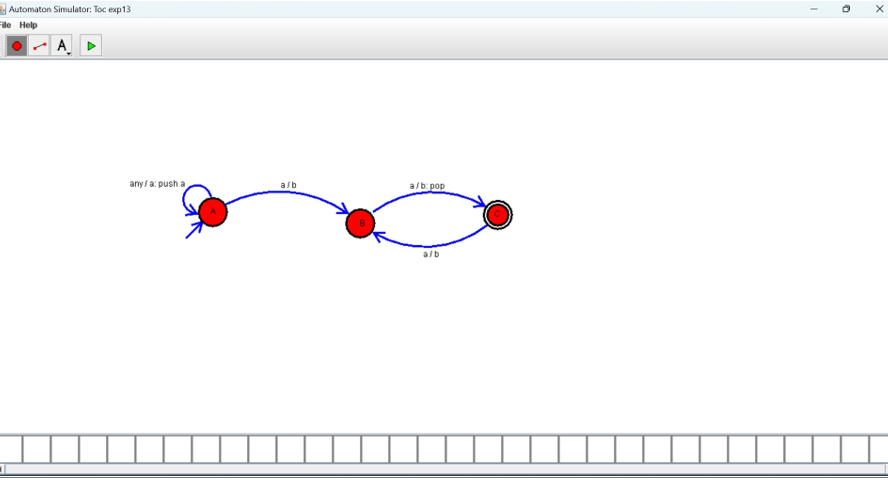 Automaton Simulator: Toc exp13
File Help
A
any / a: push a
a / b
a / b: pop
A
B
C
a / b